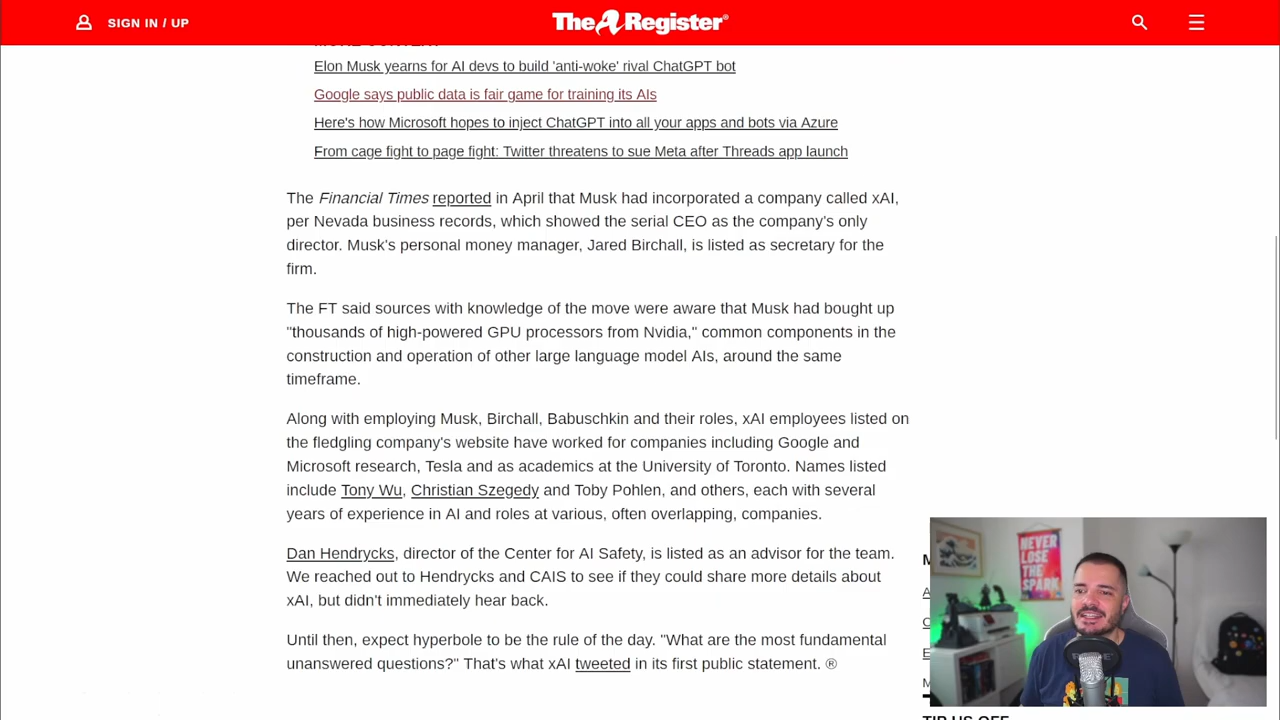 SIGN IN / UP
The Register®
Elon Musk yearns for AI devs to build 'anti-woke' rival ChatGPT bot
Google says public data is fair game for training its AIs
Here's how Microsoft hopes to inject ChatGPT into all your apps and bots via Azure
From cage fight to page fight: Twitter threatens to sue Meta after Threads app launch
The Financial Times reported in April that Musk had incorporated a company called xAI,
per Nevada business records, which showed the serial CEO as the company's only
director. Musk's personal money manager, Jared Birchall, is listed as secretary for the
firm.
The FT said sources with knowledge of the move were aware that Musk had bought up
"thousands of high-powered GPU processors from Nvidia," common components in the
construction and operation of other large language model AIs, around the same
timeframe.
Along with employing Musk, Birchall, Babuschkin and their roles, xAI employees listed on
the fledgling company's website have worked for companies including Google and
Microsoft research, Tesla and as academics at the University of Toronto. Names listed
include Tony Wu, Christian Szegedy and Toby Pohlen, and others, each with several
years of experience in AI and roles at various, often overlapping, companies.
Dan Hendrycks, director of the Center for AI Safety, is listed as an advisor for the team.
We reached out to Hendrycks and CAIS to see if they could share more details about
xAI, but didn't immediately hear back.
Until then, expect hyperbole to be the rule of the day. "What are the most fundamental
unanswered questions?" That's what xAI tweeted in its first public statement. ®
NEVER
LOSE
THE
SPARK
TIP US OFF